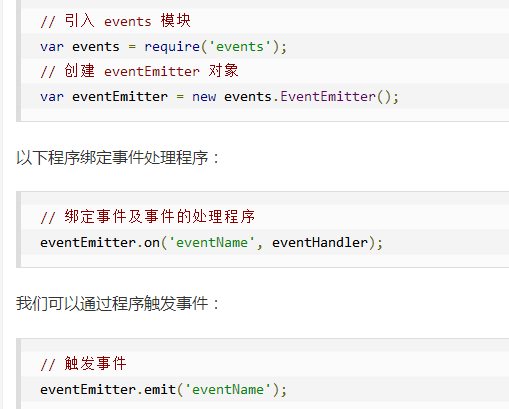 // 引入 events 模块
var events = require('events');
// 创建 eventEmitter 对象
var eventEmitter = new events.EventEmitter();
以下程序绑定事件处理程序：
// 绑定事件及事件的处理程序
eventEmitter.on('eventName', eventHandler);
我们可以通过程序触发事件：
// 触发事件
eventEmitter.emit('eventName');